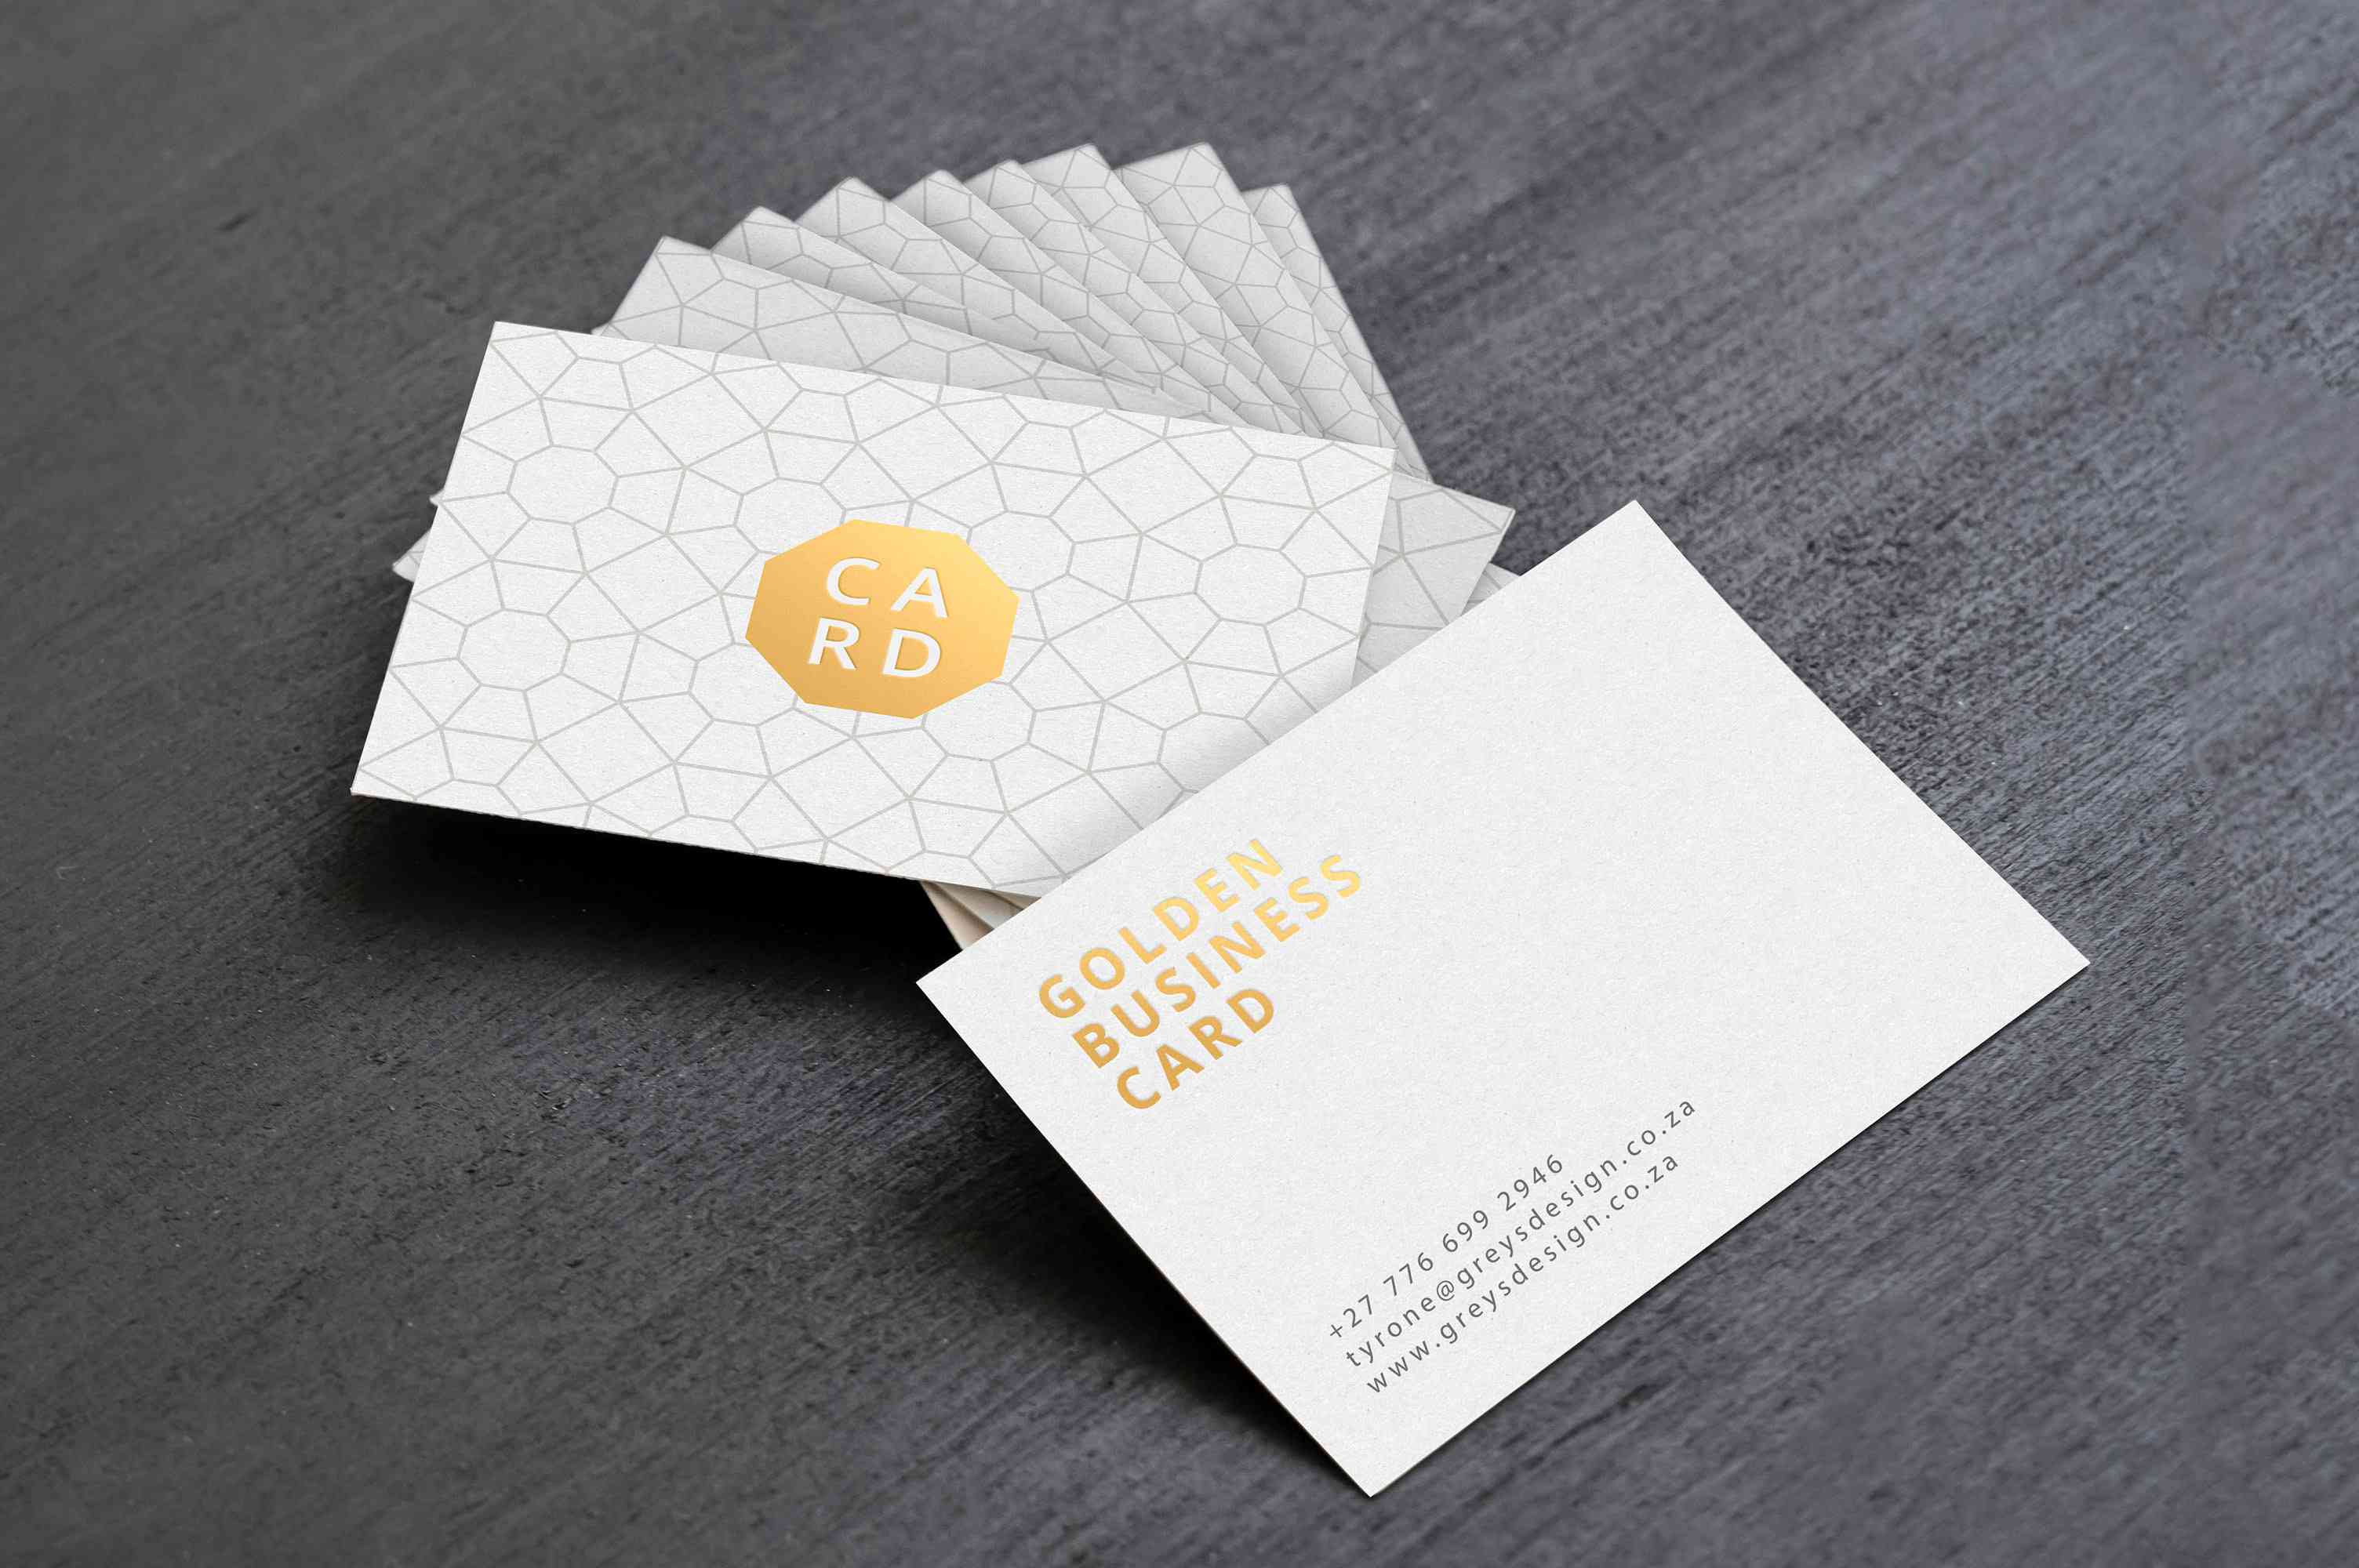 CA
RD
GOLDEN
BUSINESS
CARD
+27 776 699 2946
tyrone@greysdesign.co.za
www.greysdesign.co.za